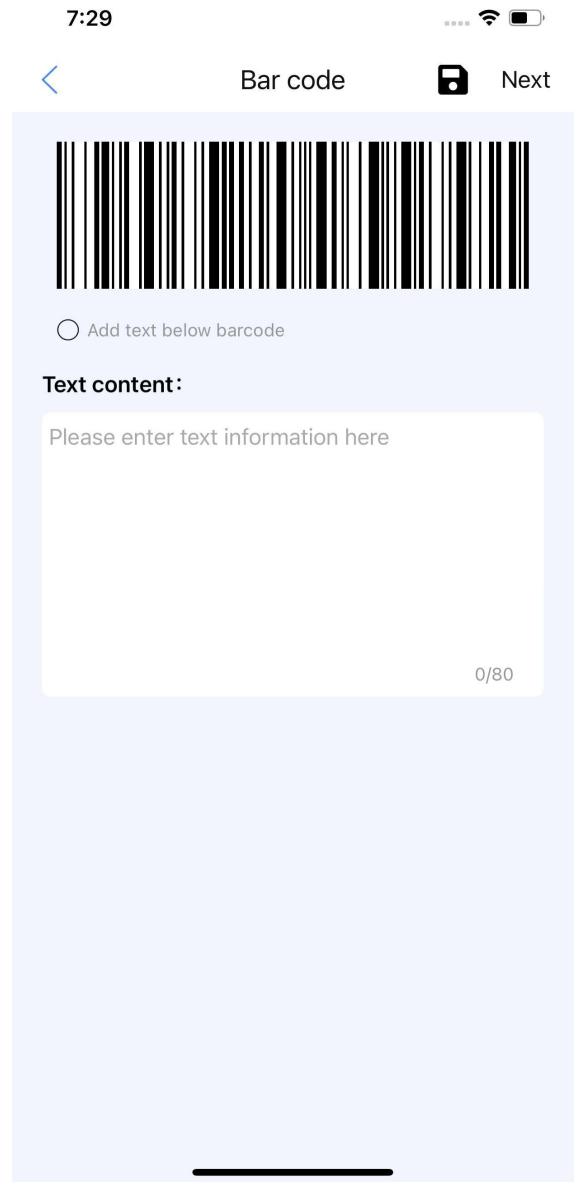 7:29
Bar code
Next
Add text below barcode
Text content:
Please enter text information here
0/80